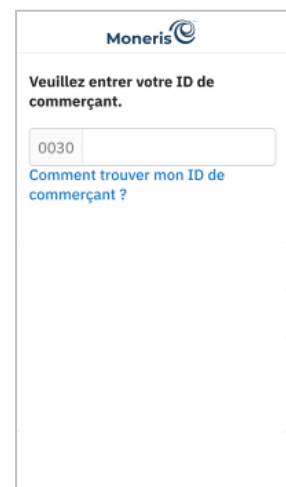 Moneris
Veuillez entrer votre ID de
commerçant.
0030
Comment trouver mon ID de
commerçant ?